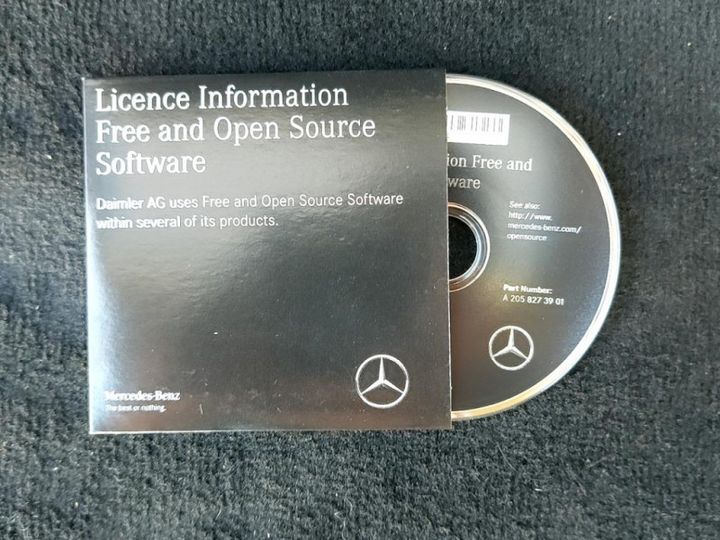 Licence Information
Free and Open Source
Software
Daimler AG uses Free and Open Source Software
within several of its products.
Mercedes-Benz
The best or nothing.
ion Free and
ware
See also:
http://www.
mercedes-benz.com/
opensource
Part Number:
A 205 827 39 01